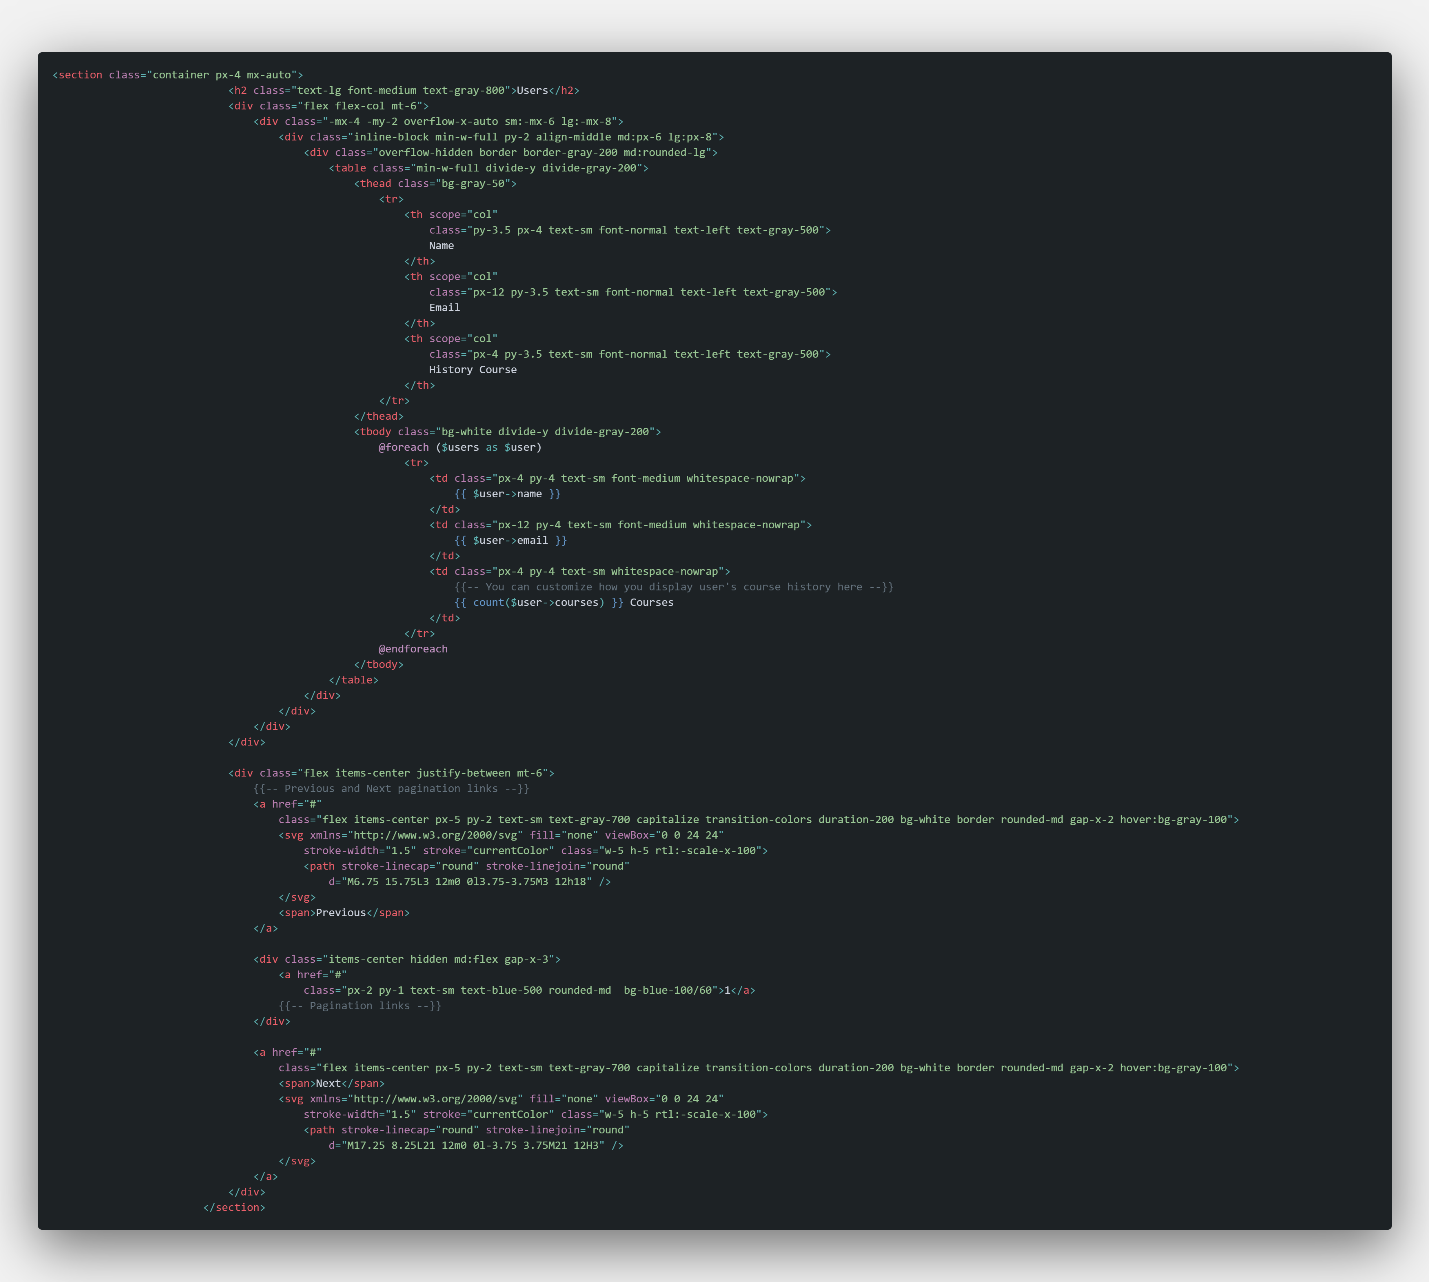 <section class="container px-4 mx-auto">
<h2 class="text-lg font-medium text-gray-800">Users</h2>
<div class="flex flex-col mt-6">
<div class="-mx-4 -my-2 overflow-x-auto sm:-mx-6 lg:-mx-8">
<div class="inline-block min-w-full py-2 align-middle md:px-6 lg:px-8">
<div class="overflow-hidden border border-gray-200 md:rounded-lg">
<table class="min-w-full divide-y divide-gray-200">
<thead class="bg-gray-50">
<tr>
<th scope="col"
class="py-3.5 px-4 text-sm font-normal text-left text-gray-500">
Name
</th>
<th scope="col"
class="px-12 py-3.5 text-sm font-normal text-left text-gray-500">
Email
</th>
<th scope="col"
class="px-4 py-3.5 text-sm font-normal text-left text-gray-500">
History Course
</th>
</tr>
</thead>
<tbody class="bg-white divide-y divide-gray-200">
@foreach ($users as $user)
<tr>
<td class="px-4 py-4 text-sm font-medium whitespace-nowrap">
{{ $user->name }}
</td>
<td class="px-12 py-4 text-sm font-medium whitespace-nowrap">
{{ $user->email }}
</td>
<td class="px-4 py-4 text-sm whitespace-nowrap">
{{-- You can customize how you display user's course history here --}}
{{ count($user->courses) }} Courses
</td>
</tr>
@endforeach
</tbody>
</table>
</div>
</div>
</div>
</div>
<div class="flex items-center justify-between mt-6">
{{-- Previous and Next pagination links --}}
<a href="#"
class="flex items-center px-5 py-2 text-sm text-gray-700 capitalize transition-colors duration-200 bg-white border rounded-md gap-x-2 hover:bg-gray-100">
<svg xmlns="http://www.w3.org/2000/svg" fill="none" viewBox="0 0 24 24"
stroke-width="1.5" stroke="currentColor" class="w-5 h-5 rtl:-scale-x-100">
<path stroke-linecap="round" stroke-linejoin="round"
d="M6.75 15.75L3 12m0 0l3.75-3.75M3 12h18" />
</svg>
<span>Previous</span>
</a>
<div class="items-center hidden md:flex gap-x-3">
<a href="#"
class="px-2 py-1 text-sm text-blue-500 rounded-md  bg-blue-100/60">1</a>
{{-- Pagination links --}}
</div>
<a href="#"
class="flex items-center px-5 py-2 text-sm text-gray-700 capitalize transition-colors duration-200 bg-white border rounded-md gap-x-2 hover:bg-gray-100">
<span>Next</span>
<svg xmlns="http://www.w3.org/2000/svg" fill="none" viewBox="0 0 24 24"
stroke-width="1.5" stroke="currentColor" class="w-5 h-5 rtl:-scale-x-100">
<path stroke-linecap="round" stroke-linejoin="round"
d="M17.25 8.25L21 12m0 0l-3.75 3.75M21 12H3" />
</svg>
</a>
</div>
</section>